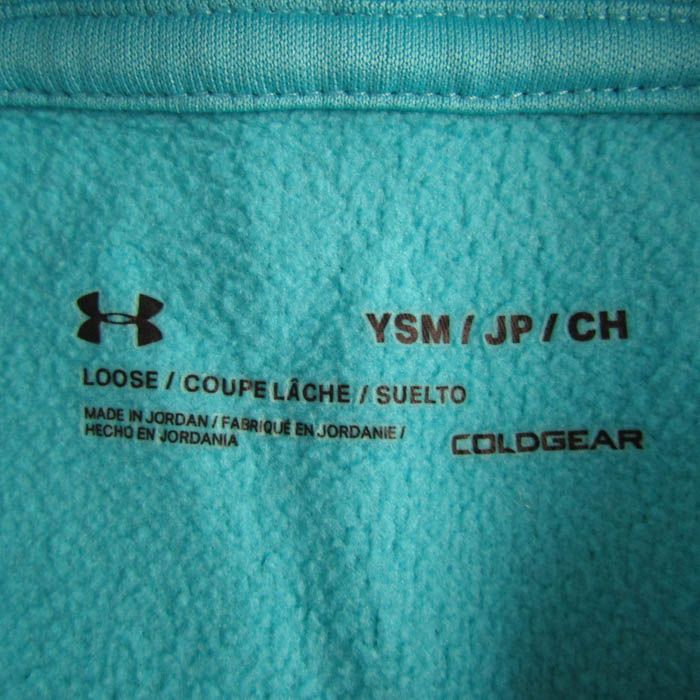 YSM / JP / CH
LOOSE / COUPE LÂCHE / SUELTO
MADE IN JORDAN / FABRIQUÉ EN JORDANIE /
HECHO EN JORDANIA
COLDGEAR